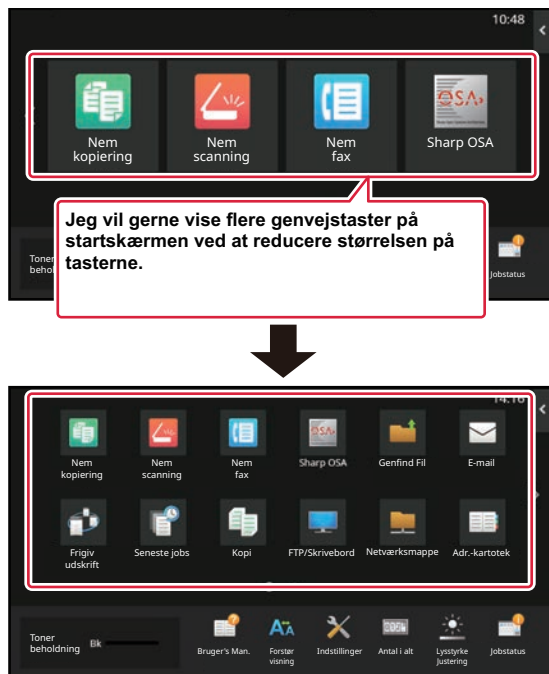 10:48
Nem
kopiering
Nem
scanning
Nem
fax
Sharp OSA
Jeg vil gerne vise flere genvejstaster på
startskærmen ved at reducere størrelsen på
tasterne.
Toner
behol
Jobstatus
14:16
Nem
kopiering
Nem
scanning
Nem
fax
Sharp OSA
Genfind Fil
E-mail
Frigiv
udskrift
Seneste jobs
Kopi
FTP/Skrivebord
Netværksmappe
Adr.-kartotek
Toner
beholdning
Bk
Bruger's Man.
Forstør
visning
Indstillinger
Antal i alt
Lysstyrke
Justering
Jobstatus